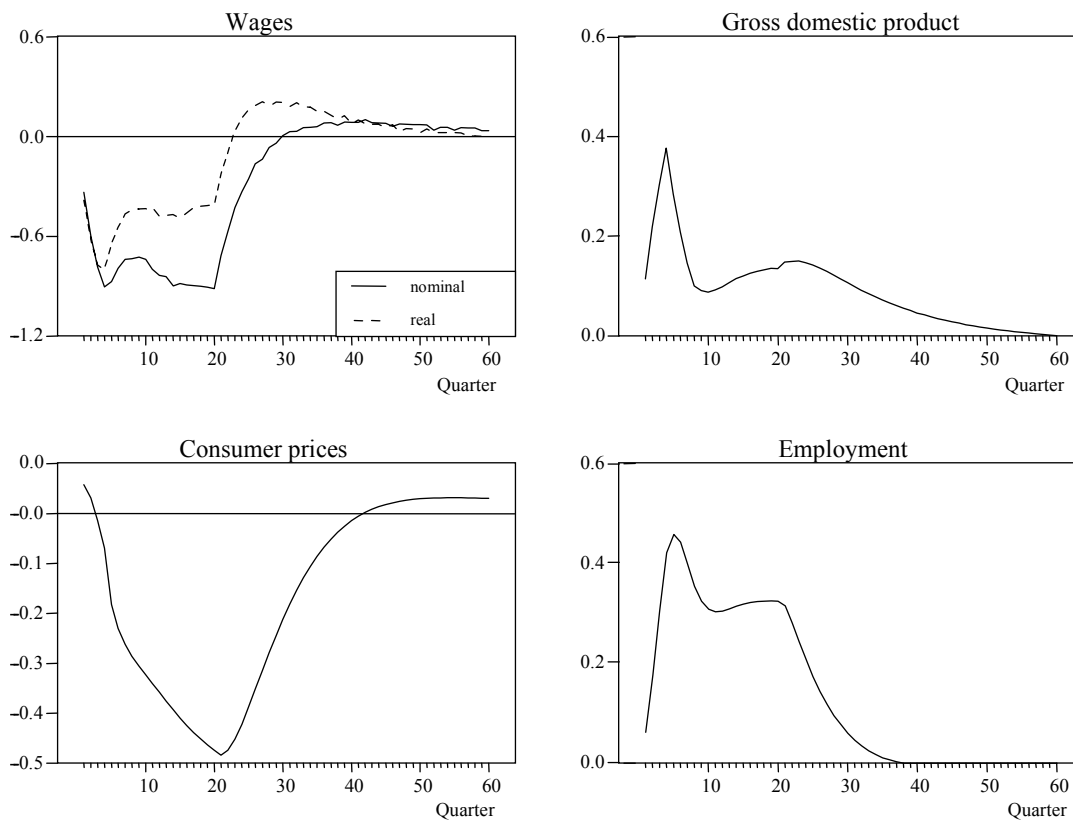 Wages
0.6
0.0
−0.6
−1.2
nominal
real
10 20 30 40 50 60
Quarter
Gross domestic product
0.6
0.4
0.2
0.0
10 20 30 40 50 60
Quarter
Consumer prices
0.0
−0.0
−0.1
−0.2
−0.3
−0.4
−0.5
10 20 30 40 50 60
Quarter
Employment
0.6
0.4
0.2
0.0
10 20 30 40 50 60
Quarter